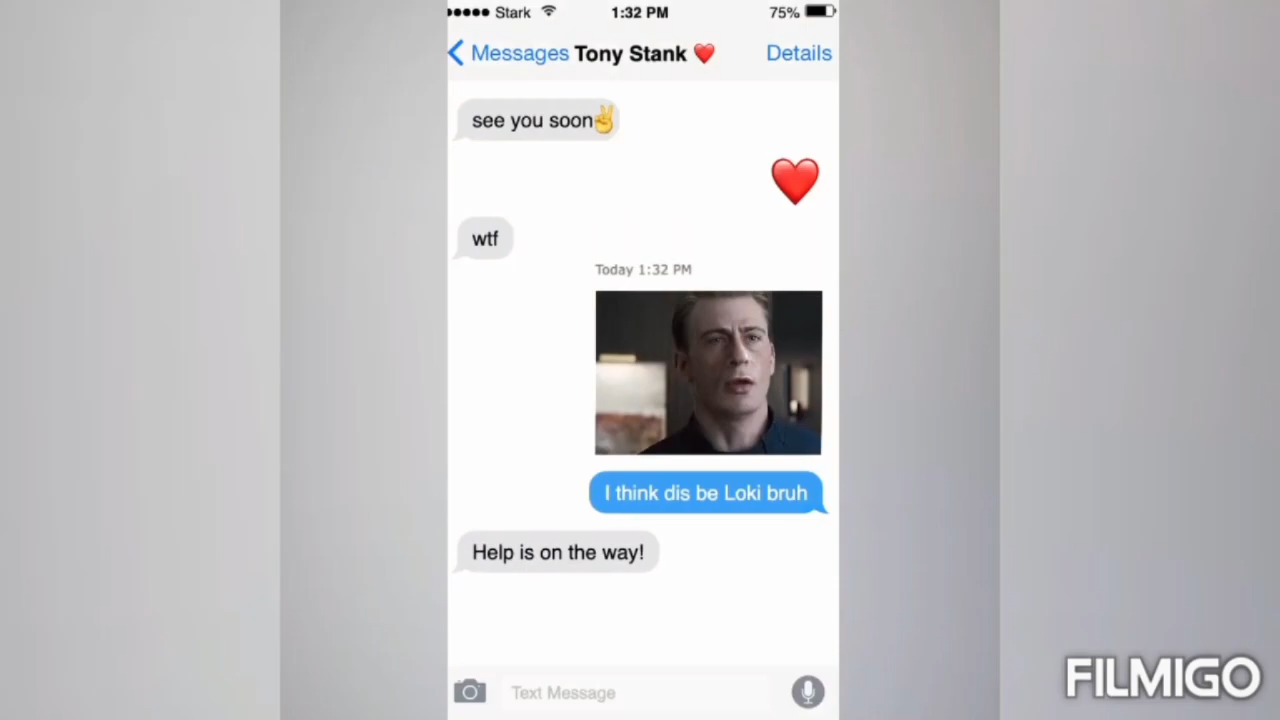 Stark 1:32 PM 75%
Messages Tony Stank ❤️ Details
see you soon✌️
❤️
wtf
Today 1:32 PM
I think dis be Loki bruh
Help is on the way!
Text Message
FILMIGO